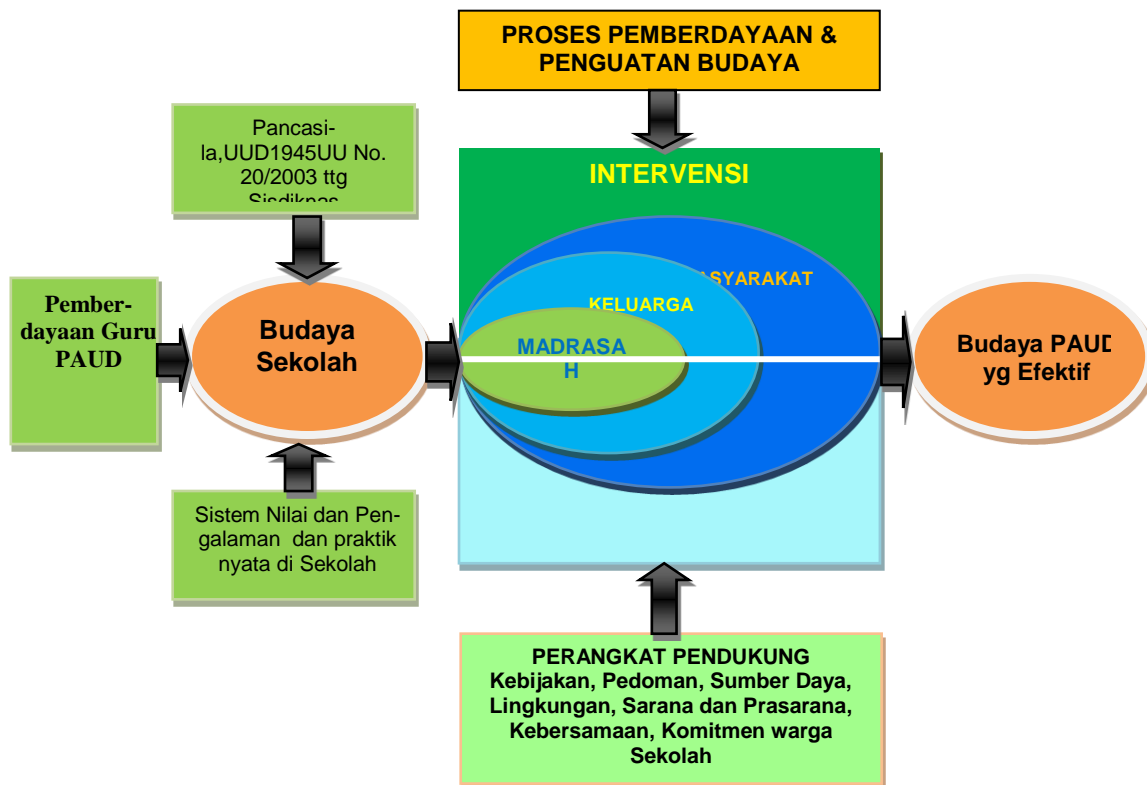 PROSES PEMBERDAYAAN &
PENGUATAN BUDAYA
Pancasi-
la,UUD1945UU No.
20/2003 ttg
Sisdiknas
INTERVENSI
ASYARAKAT
KELUARGA
MADRASA
H
Pember-
dayaan Guru
PAUD
Budaya
Sekolah
Budaya PAUD
yg Efektif
Sistem Nilai dan Pen-
galaman dan praktik
nyata di Sekolah
PERANGKAT PENDUKUNG
Kebijakan, Pedoman, Sumber Daya,
Lingkungan, Sarana dan Prasarana,
Kebersamaan, Komitmen warga
Sekolah